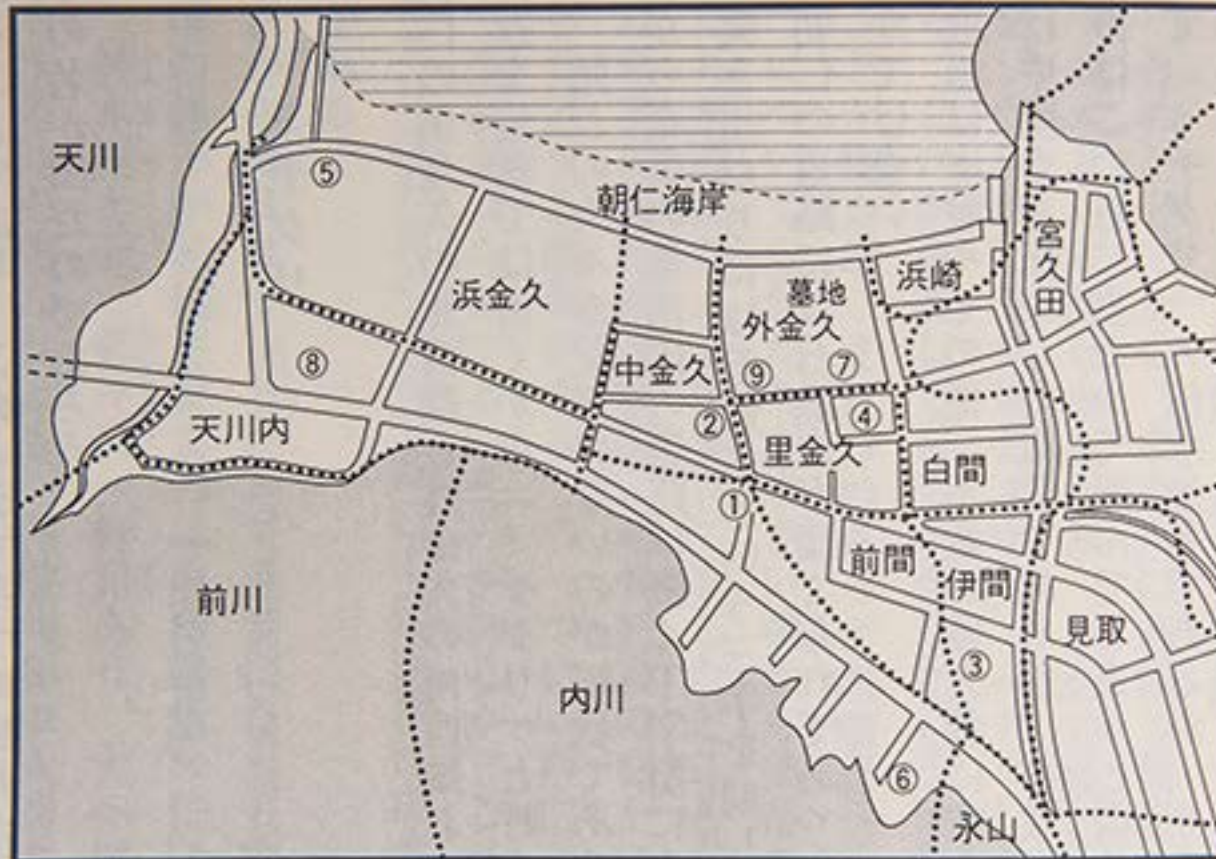 天川
⑤
朝仁海岸
宮久田
浜崎
浜金久
墓地
外金久
⑧
中金久
⑨
⑦
②
④
天川内
里金久
白間
①
前間
伊間
前川
見取
③
内川
⑥
永山